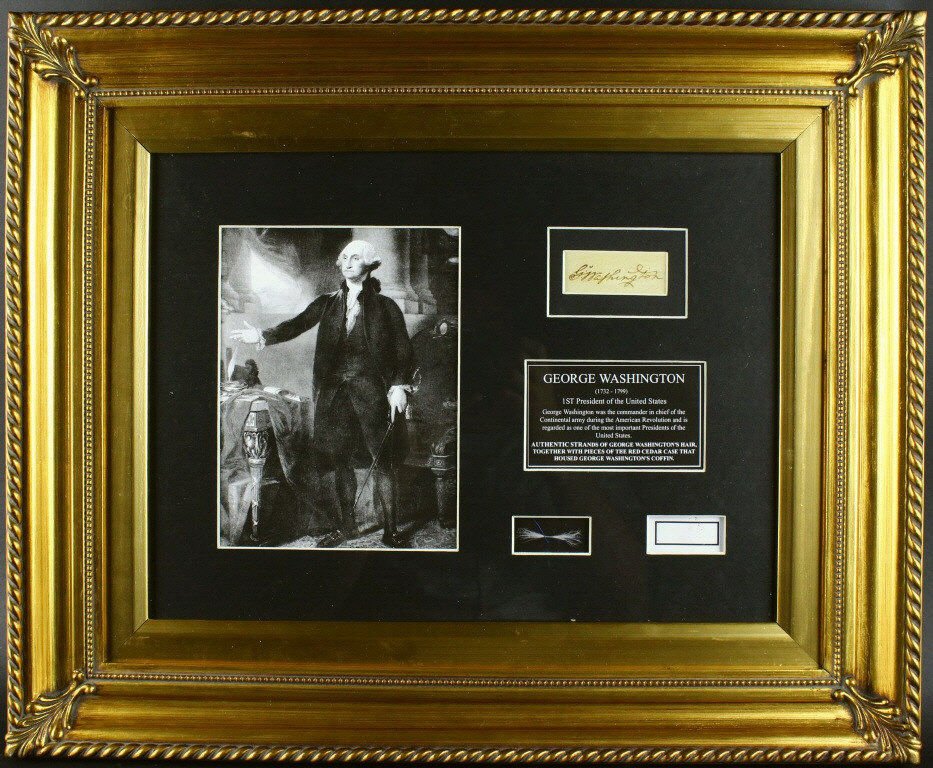 Go Washington
GEORGE WASHINGTON
(1732 - 1799)
1ST President of the United States
George Washington was the commander in chief of the
Continental army during the American Revolution and is
regarded as one of the most important Presidents of the
United States.
AUTHENTIC STRANDS OF GEORGE WASHINGTON'S HAIR,
TOGETHER WITH PIECES OF THE RED CEDAR CASE THAT
HOUSED GEORGE WASHINGTON'S COFFIN.